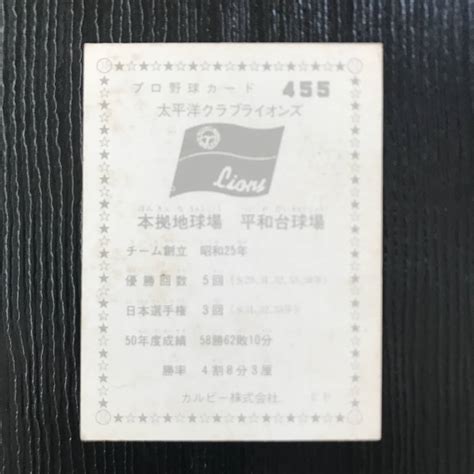 プロ野球カード 455
太平洋クラブライオンズ
Lions
本拠地球場 平和台球場
チーム創立 昭和25年
優勝回数 5回
日本選手権 3回
50年度成績 58勝62敗10分
勝率 4割8分3厘
カルビー株式会社